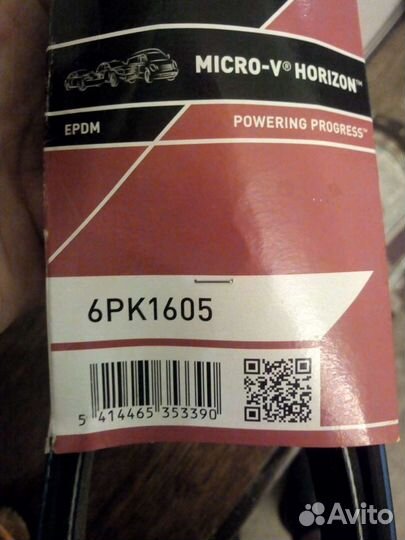 MICRO-V® HORIZON™
EPDM
POWERING PROGRESS™
6PK1605
5 414465 353390
Avito